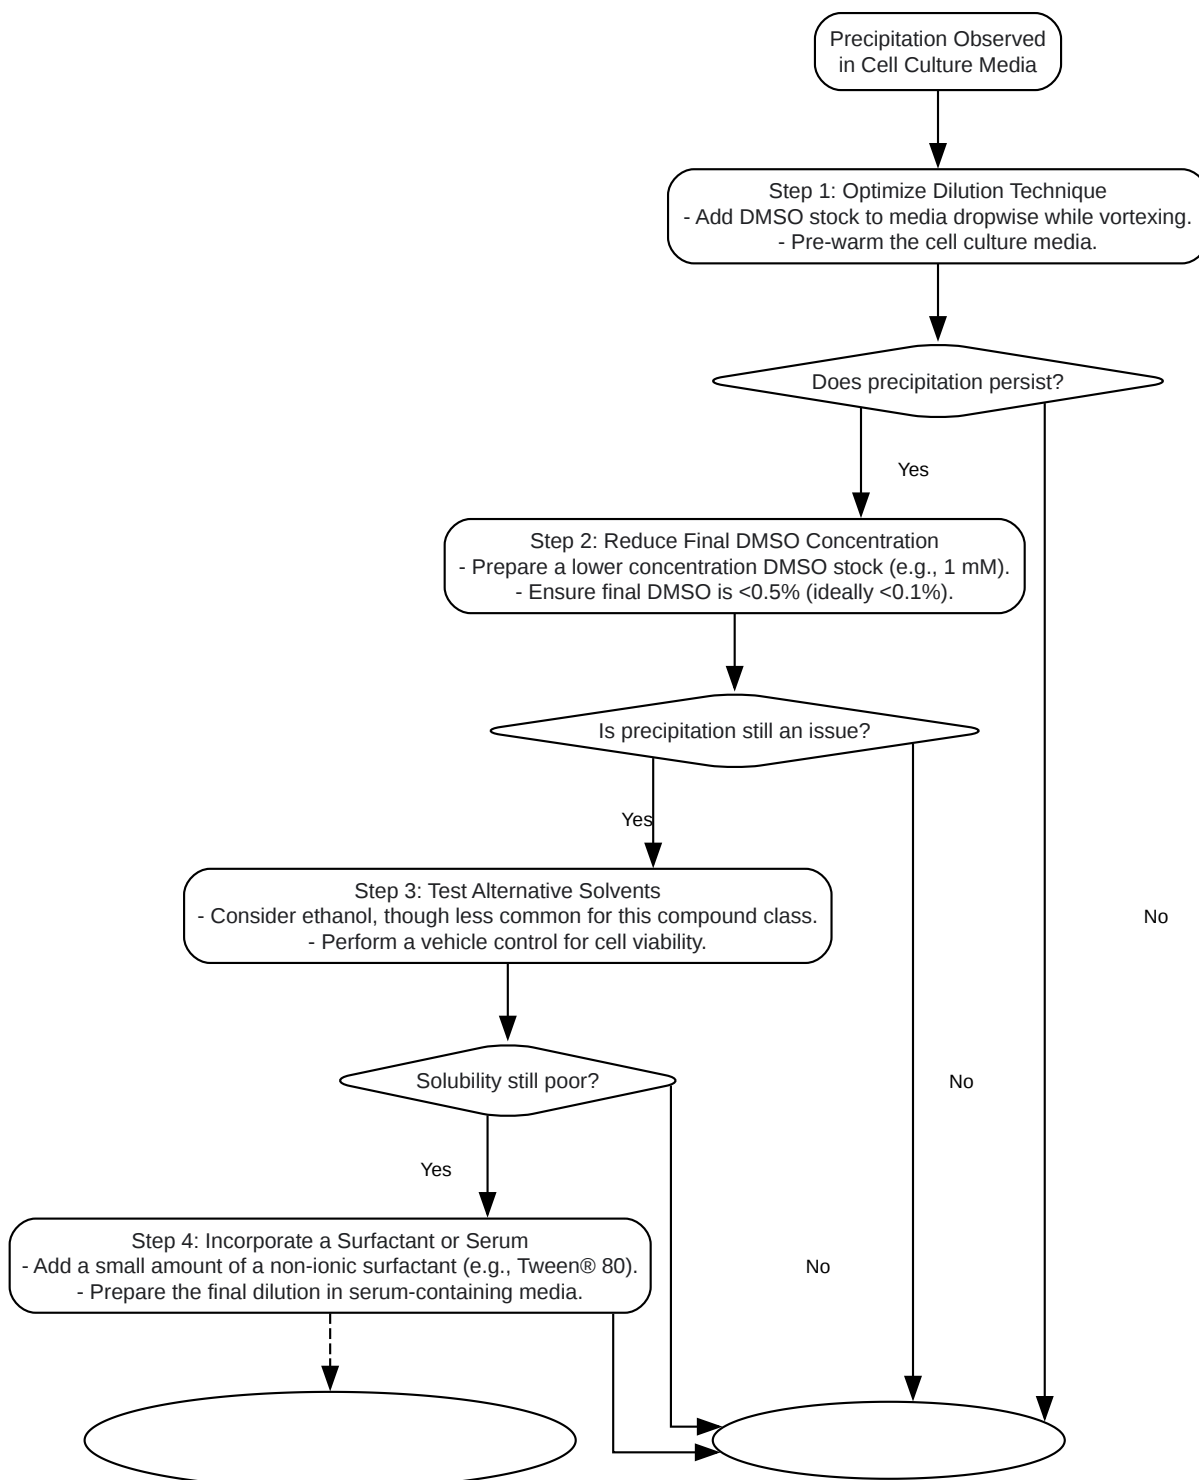 Precipitation Observed
in Cell Culture Media
Step 1: Optimize Dilution Technique
- Add DMSO stock to media dropwise while vortexing.
- Pre-warm the cell culture media.
Does precipitation persist?
Yes
Step 2: Reduce Final DMSO Concentration
- Prepare a lower concentration DMSO stock (e.g., 1 mM).
- Ensure final DMSO is <0.5% (ideally <0.1%).
Is precipitation still an issue?
Yes
Step 3: Test Alternative Solvents
- Consider ethanol, though less common for this compound class.
- Perform a vehicle control for cell viability.
No
Solubility still poor?
No
Yes
Step 4: Incorporate a Surfactant or Serum
- Add a small amount of a non-ionic surfactant (e.g., Tween® 80).
- Prepare the final dilution in serum-containing media.
No